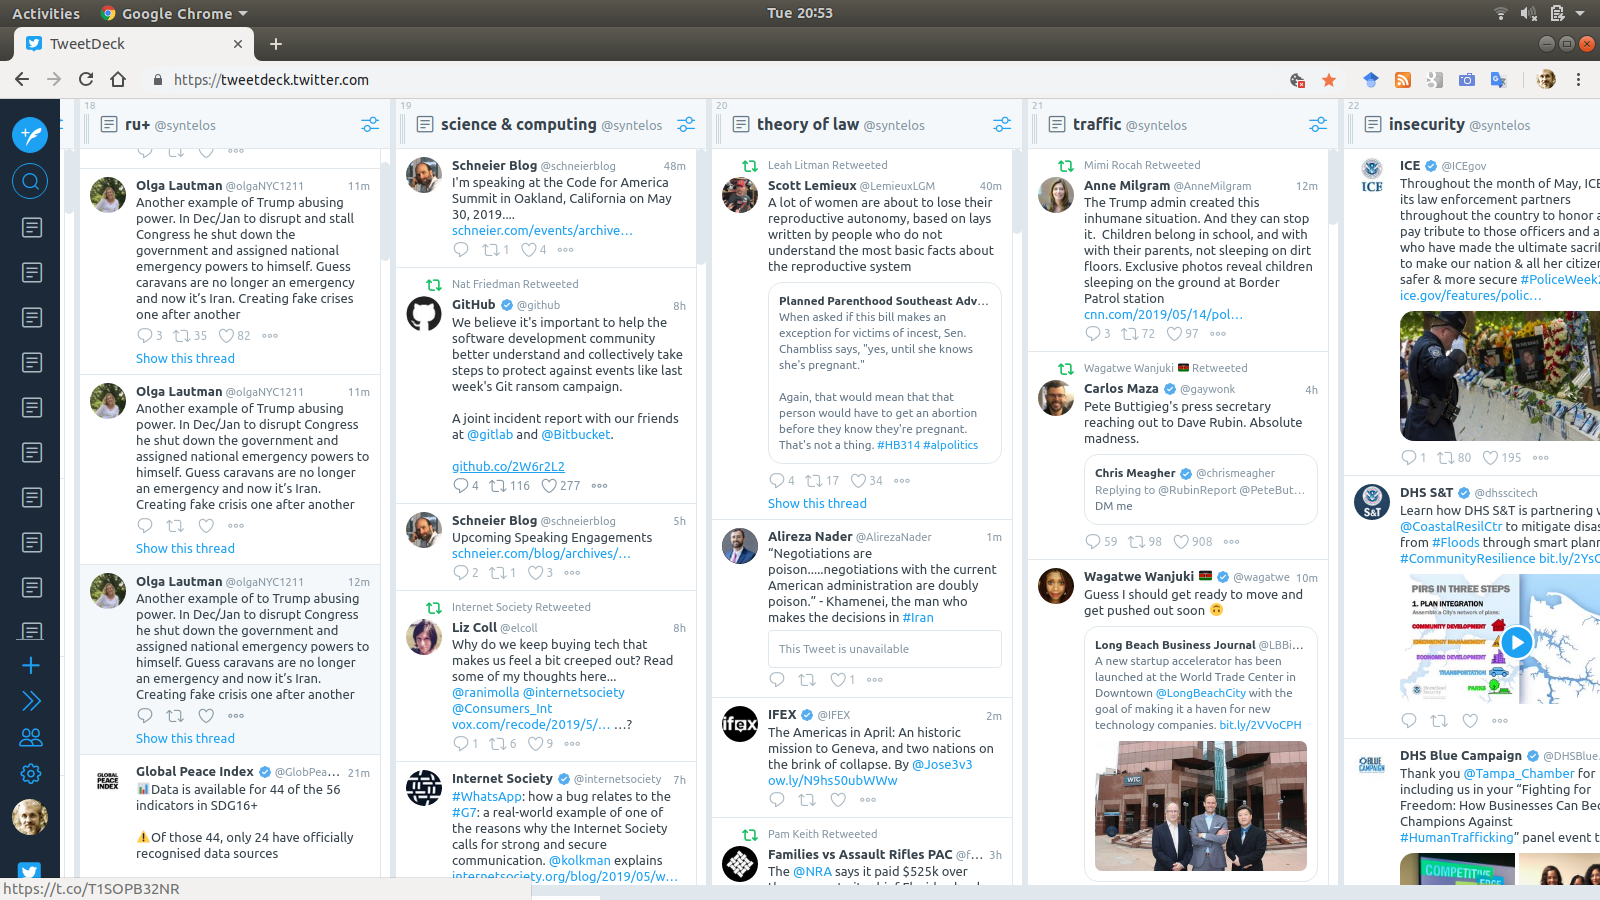 Activities
Google Chrome
Tue 20:53
TweetDeck
https://tweetdeck.twitter.com
18
ru+ @syntelos
Olga Lautman @olgaNYC1211 11m
Another example of Trump abusing
power. In Dec/Jan to disrupt and stall
Congress he shut down the
government and assigned national
emergency powers to himself. Guess
caravans are no longer an emergency
and now it’s Iran. Creating fake crises
one after another
3 35 82
Show this thread
Olga Lautman @olgaNYC1211 11m
Another example of Trump abusing
power. In Dec/Jan to disrupt Congress
he shut down the government and
assigned national emergency powers to
himself. Guess caravans are no longer
an emergency and now it’s Iran.
Creating fake crisis one after another
Show this thread
Olga Lautman @olgaNYC1211 12m
Another example of to Trump abusing
power. In Dec/Jan to disrupt Congress
he shut down the government and
assigned national emergency powers to
himself. Guess caravans are no longer
an emergency and now it’s Iran.
Creating fake crisis one after another
Show this thread
GLOBAL
PEACE
INDEX
Global Peace Index @GlobPea... 21m
Data is available for 44 of the 56
indicators in SDG16+
Of those 44, only 24 have officially
recognised data sources
https://t.co/T1SOPB32NR
19
science & computing @syntelos
Schneier Blog @schneierblog 48m
I'm speaking at the Code for America
Summit in Oakland, California on May
30, 2019....
schneier.com/events/archive…
1 4
Nat Friedman Retweeted
GitHub @github 8h
We believe it's important to help the
software development community
better understand and collectively take
steps to protect against events like last
week's Git ransom campaign.
A joint incident report with our friends
at @gitlab and @Bitbucket.
github.co/2W6r2L2
4 116 277
Schneier Blog @schneierblog 5h
Upcoming Speaking Engagements
schneier.com/blog/archives/…
2 1 3
Internet Society Retweeted
Liz Coll @elcoll 8h
Why do we keep buying tech that
makes us feel a bit creeped out? Read
some of my thoughts here...
@ranimolla @internetsociety
@Consumers_Int
vox.com/recode/2019/5/… …?
1 6 9
Internet Society @internetsociety 7h
#WhatsApp: how a bug relates to the
#G7: a real-world example of one of
the reasons why the Internet Society
calls for strong and secure
communication. @kolkman explains
internetsociety.org/blog/2019/05/w…
20
theory of law @syntelos
Leah Litman Retweeted
Scott Lemieux @LemieuxLGM 40m
A lot of women are about to lose their
reproductive autonomy, based on lays
written by people who do not
understand the most basic facts about
the reproductive system
Planned Parenthood Southeast Adv...
When asked if this bill makes an
exception for victims of incest, Sen.
Chambliss says, "yes, until she knows
she's pregnant."
Again, that would mean that that
person would have to get an abortion
before they know they're pregnant.
That's not a thing. #HB314 #alpolitics
4 17 34
Show this thread
Alireza Nader @AlirezaNader 1m
“Negotiations are
poison.....negotiations with the current
American administration are doubly
poison.” - Khamenei, the man who
makes the decisions in #Iran
This Tweet is unavailable
1
ifex
IFEX @IFEX 2m
The Americas in April: An historic
mission to Geneva, and two nations on
the brink of collapse. By @Jose3v3
ow.ly/N9hs50ubWWw
Pam Keith Retweeted
Families vs Assault Rifles PAC @f... 3h
The @NRA says it paid $525k over
21
traffic @syntelos
Mimi Rocah Retweeted
Anne Milgram @AnneMilgram 12m
The Trump admin created this
inhumane situation. And they can stop
it. Children belong in school, and with
with their parents, not sleeping on dirt
floors. Exclusive photos reveal children
sleeping on the ground at Border
Patrol station
cnn.com/2019/05/14/pol…
3 72 97
Wagatwe Wanjuki Retweeted
Carlos Maza @gaywonk 4h
Pete Buttigieg's press secretary
reaching out to Dave Rubin. Absolute
madness.
Chris Meagher @chrismeagher
Replying to @RubinReport @PeteBut...
DM me
59 98 908
Wagatwe Wanjuki @wagatwe 10m
Guess I should get ready to move and
get pushed out soon
Long Beach Business Journal @LBBi...
A new startup accelerator has been
launched at the World Trade Center in
Downtown @LongBeachCity with the
goal of making it a haven for new
technology companies. bit.ly/2VVoCPH
WTC
22
insecurity @syntelos
ICE
ICE @ICEgov
Throughout the month of May, ICE
its law enforcement partners
throughout the country to honor a
pay tribute to those officers and a
who have made the ultimate sacrif
to make our nation & all her citizen
safer & more secure #PoliceWeek2
ice.gov/features/polic…
1 80 195
S&T
DHS S&T @dhsscitech
Learn how DHS S&T is partnering w
@CoastalResilCtr to mitigate disas
from #Floods through smart plann
#CommunityResilience bit.ly/2YsC
PIRS IN THREE STEPS
1. PLAN INTEGRATION
Assemble a City's network of plans:
COMMUNITY DEVELOPMENT
EMERGENCY MANAGEMENT
ECONOMIC DEVELOPMENT
TRANSPORTATION
PARKS
BLUE
CAMPAIGN
DHS Blue Campaign @DHSBlue
Thank you @Tampa_Chamber for
including us in your “Fighting for
Freedom: How Businesses Can Bec
Champions Against
#HumanTrafficking” panel event t
COMPETITIVE
EDGE